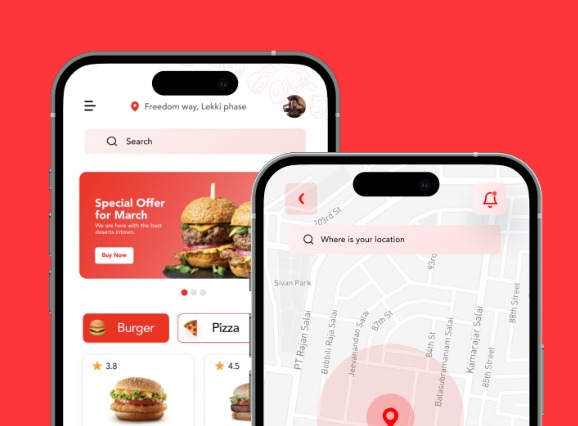 Freedom way, Lekki phase
Search
Special Offer
for March
We are here with the best
deserts intown.
Buy Now
Burger
Pizza
3.8
4.5
103rd St
Where is your location
93rd
Sivan Park
88th Street
PT Rajan Salai
Bobbili Raja Salai
Jeevanandan Salai
87th St
84th St
Balasubramaniam Salai
Kamarajar Salai
85th Street